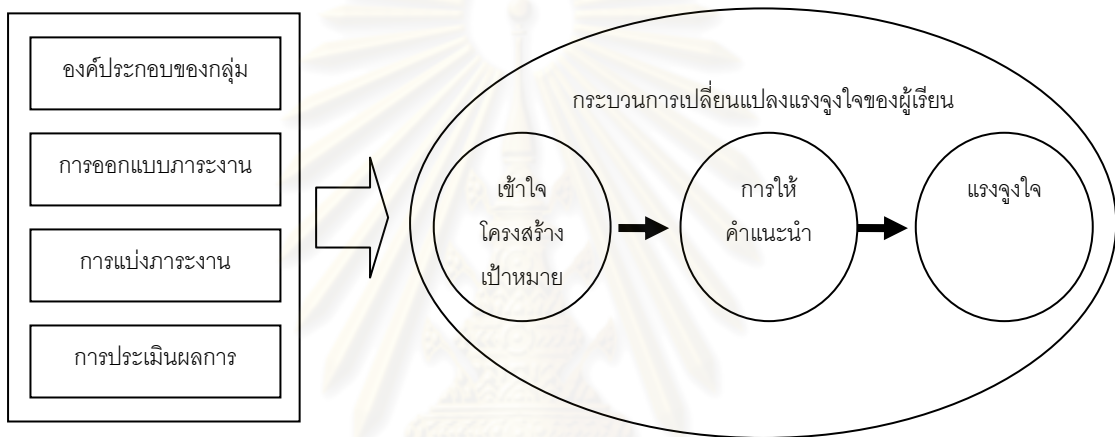 องค์ประกอบของกลุ่ม
การออกแบบภาระงาน
การแบ่งภาระงาน
การประเมินผลการ
กระบวนการเปลี่ยนแปลงแรงจูงใจของผู้เรียน
เข้าใจ
โครงสร้าง
เป้าหมาย
การให้
คำแนะนำ
แรงจูงใจ